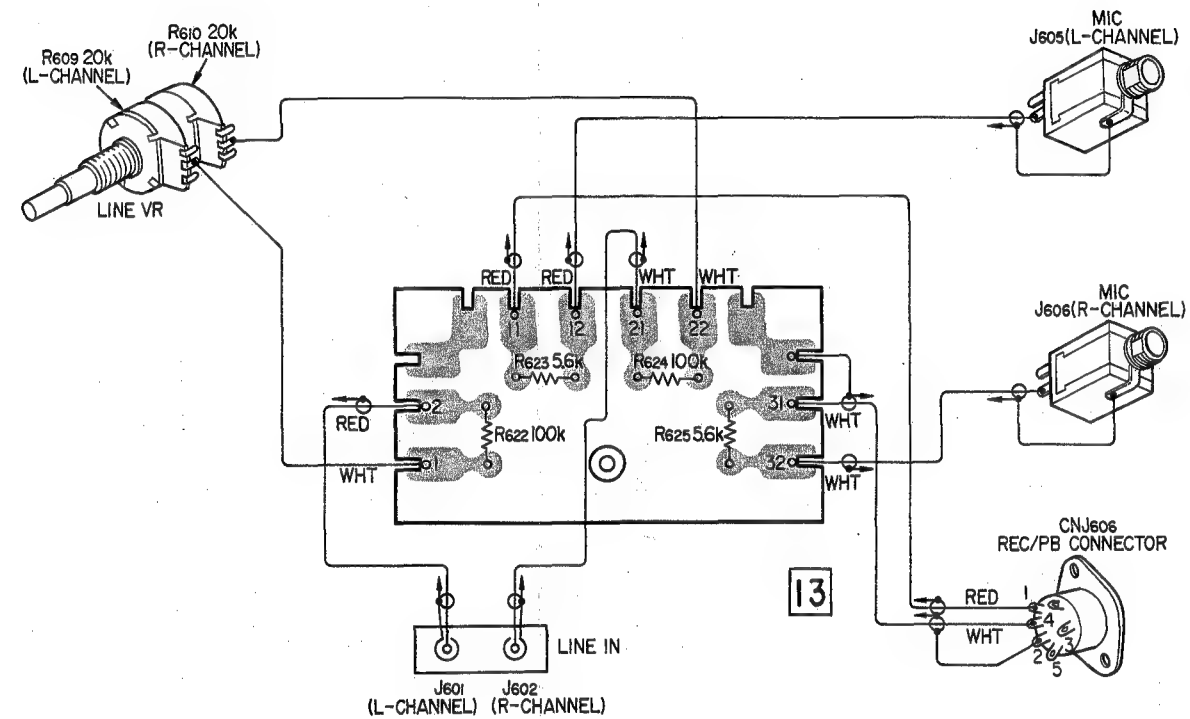 R610 20k
(R-CHANNEL)
R609 20k
(L-CHANNEL)
LINE VR
MIC
J605(L-CHANNEL)
RED
RED
WHT
WHT
11
12
21
22
R623 5.6k
R624 100k
MIC
J606(R-CHANNEL)
2
RED
R622 100k
1
WHT
31
WHT
R625 5.6k
32
WHT
CNJ606
REC/PB CONNECTOR
13
RED
WHT
1
4
2
3
5
LINE IN
J601
(L-CHANNEL)
J602
(R-CHANNEL)